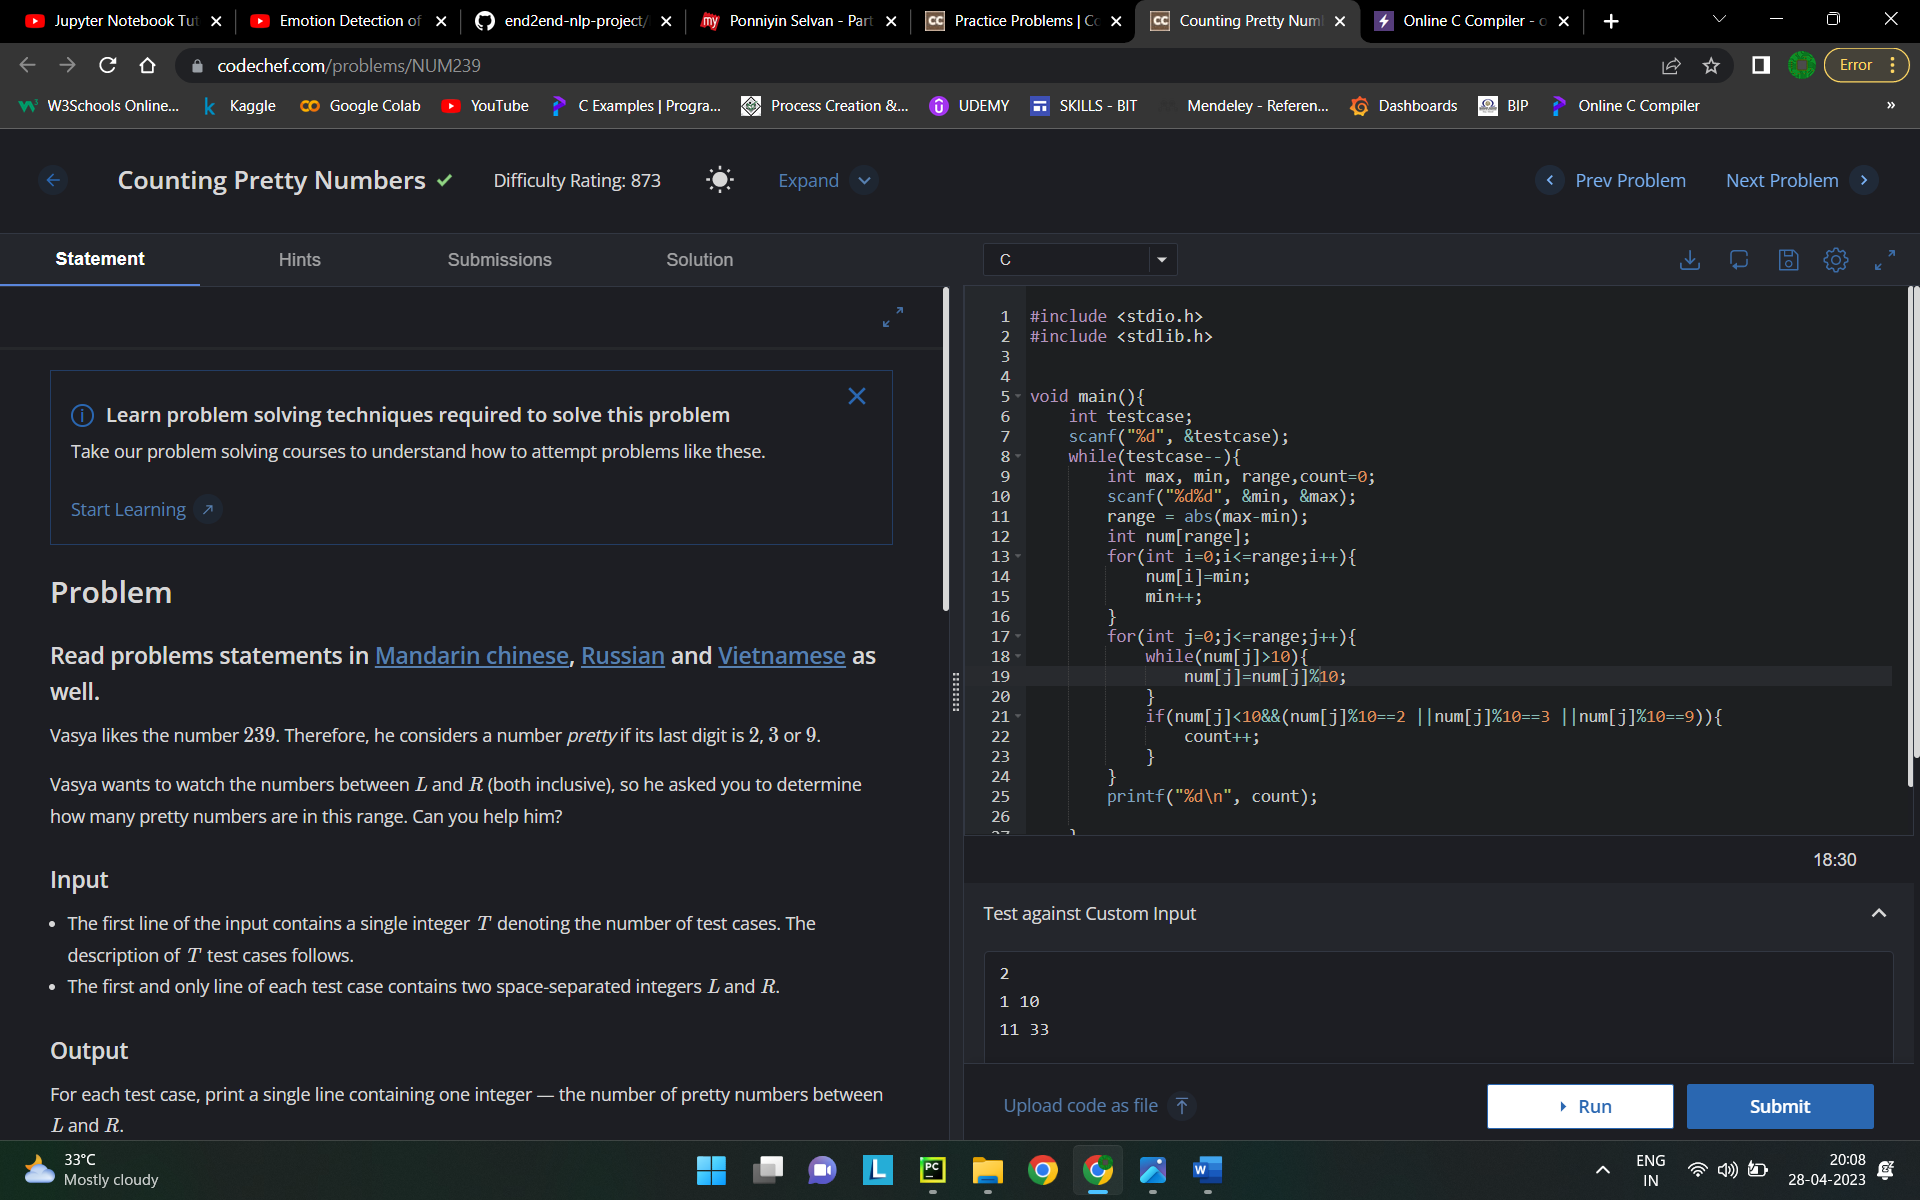 Jupyter Notebook Tut
Emotion Detection of
end2end-nlp-project/
Ponniyin Selvan - Part
Practice Problems | Co
Counting Pretty Num
Online C Compiler - o
codechef.com/problems/NUM239
Error
W3Schools Online...
Kaggle
Google Colab
YouTube
C Examples | Progra...
Process Creation &...
UDEMY
SKILLS - BIT
Mendeley - Referen...
Dashboards
BIP
Online C Compiler
»
Counting Pretty Numbers
Difficulty Rating: 873
Expand
Prev Problem
Next Problem
Statement
Hints
Submissions
Solution
Learn problem solving techniques required to solve this problem
Take our problem solving courses to understand how to attempt problems like these.
Start Learning
Problem
Read problems statements in Mandarin chinese, Russian and Vietnamese as
well.
Vasya likes the number 239. Therefore, he considers a number pretty if its last digit is 2, 3 or 9.
Vasya wants to watch the numbers between L and R (both inclusive), so he asked you to determine
how many pretty numbers are in this range. Can you help him?
Input
• The first line of the input contains a single integer T denoting the number of test cases. The
description of T test cases follows.
• The first and only line of each test case contains two space-separated integers L and R.
Output
For each test case, print a single line containing one integer — the number of pretty numbers between
L and R.
C
1 #include <stdio.h>
2 #include <stdlib.h>
3
4
5 void main(){
6 int testcase;
7 scanf("%d", &testcase);
8 while(testcase--){
9 int max, min, range,count=0;
10 scanf("%d%d", &min, &max);
11 range = abs(max-min);
12 int num[range];
13 for(int i=0;i<=range;i++){
14 num[i]=min;
15 min++;
16 }
17 for(int j=0;j<=range;j++){
18 while(num[j]>10){
19 num[j]=num[j]%10;
20 }
21 if(num[j]<10&&(num[j]%10==2 ||num[j]%10==3 ||num[j]%10==9)){
22 count++;
23 }
24 }
25 printf("%d\n", count);
26
27 }
18:30
Test against Custom Input
2
1 10
11 33
Upload code as file
Run
Submit
33°C
Mostly cloudy
ENG
IN
20:08
28-04-2023